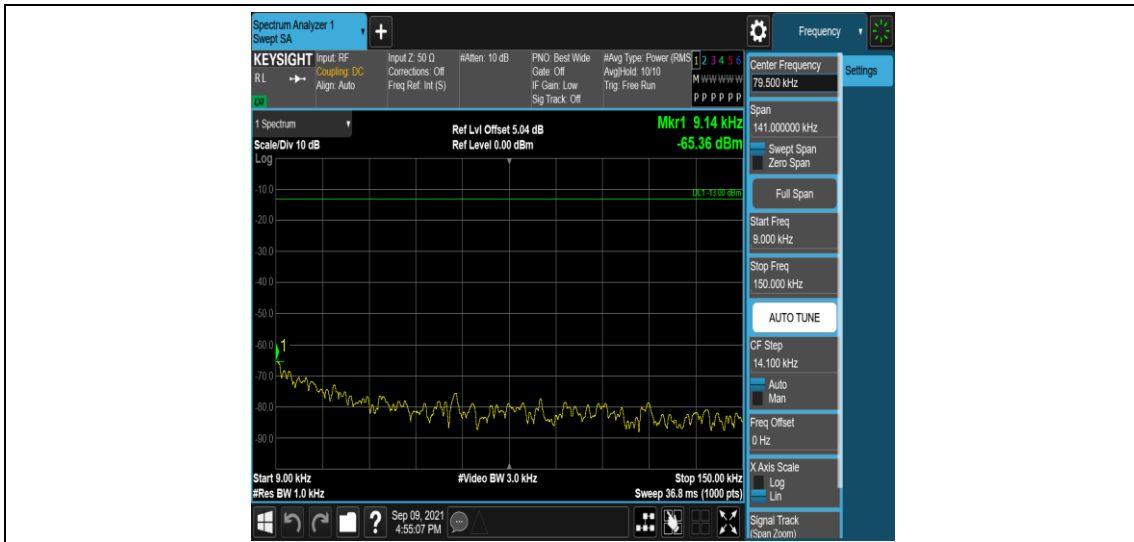 Spectrum Analyzer 1
Swept SA
+
Frequency
KEYSIGHT
RL
LXI
Input: RF
Coupling: DC
Align: Auto
Input Z: 50 Ω
Corrections: Off
Freq Ref: Int (S)
#Atten: 10 dB
PNO: Best Wide
Gate: Off
IF Gain: Low
Sig Track: Off
#Avg Type: Power (RMS
Avg|Hold: 10/10
Trig: Free Run
1 2 3 4 5 6
M W W W W W
P P P P P P
1 Spectrum
Scale/Div 10 dB
Ref Lvl Offset 5.04 dB
Ref Level 0.00 dBm
Mkr1 9.14 kHz
-65.36 dBm
Log
DL1 -13.00 dBm
-10.0
-20.0
-30.0
-40.0
-50.0
-60.0
1
-70.0
-80.0
-90.0
Start 9.00 kHz
#Res BW 1.0 kHz
#Video BW 3.0 kHz
Stop 150.00 kHz
Sweep 36.8 ms (1000 pts)
Center Frequency
79.500 kHz
Settings
Span
141.000000 kHz
Swept Span
Zero Span
Full Span
Start Freq
9.000 kHz
Stop Freq
150.000 kHz
AUTO TUNE
CF Step
14.100 kHz
Auto
Man
Freq Offset
0 Hz
X Axis Scale
Log
Lin
Signal Track
(Span Zoom)
?
Sep 09, 2021
4:55:07 PM